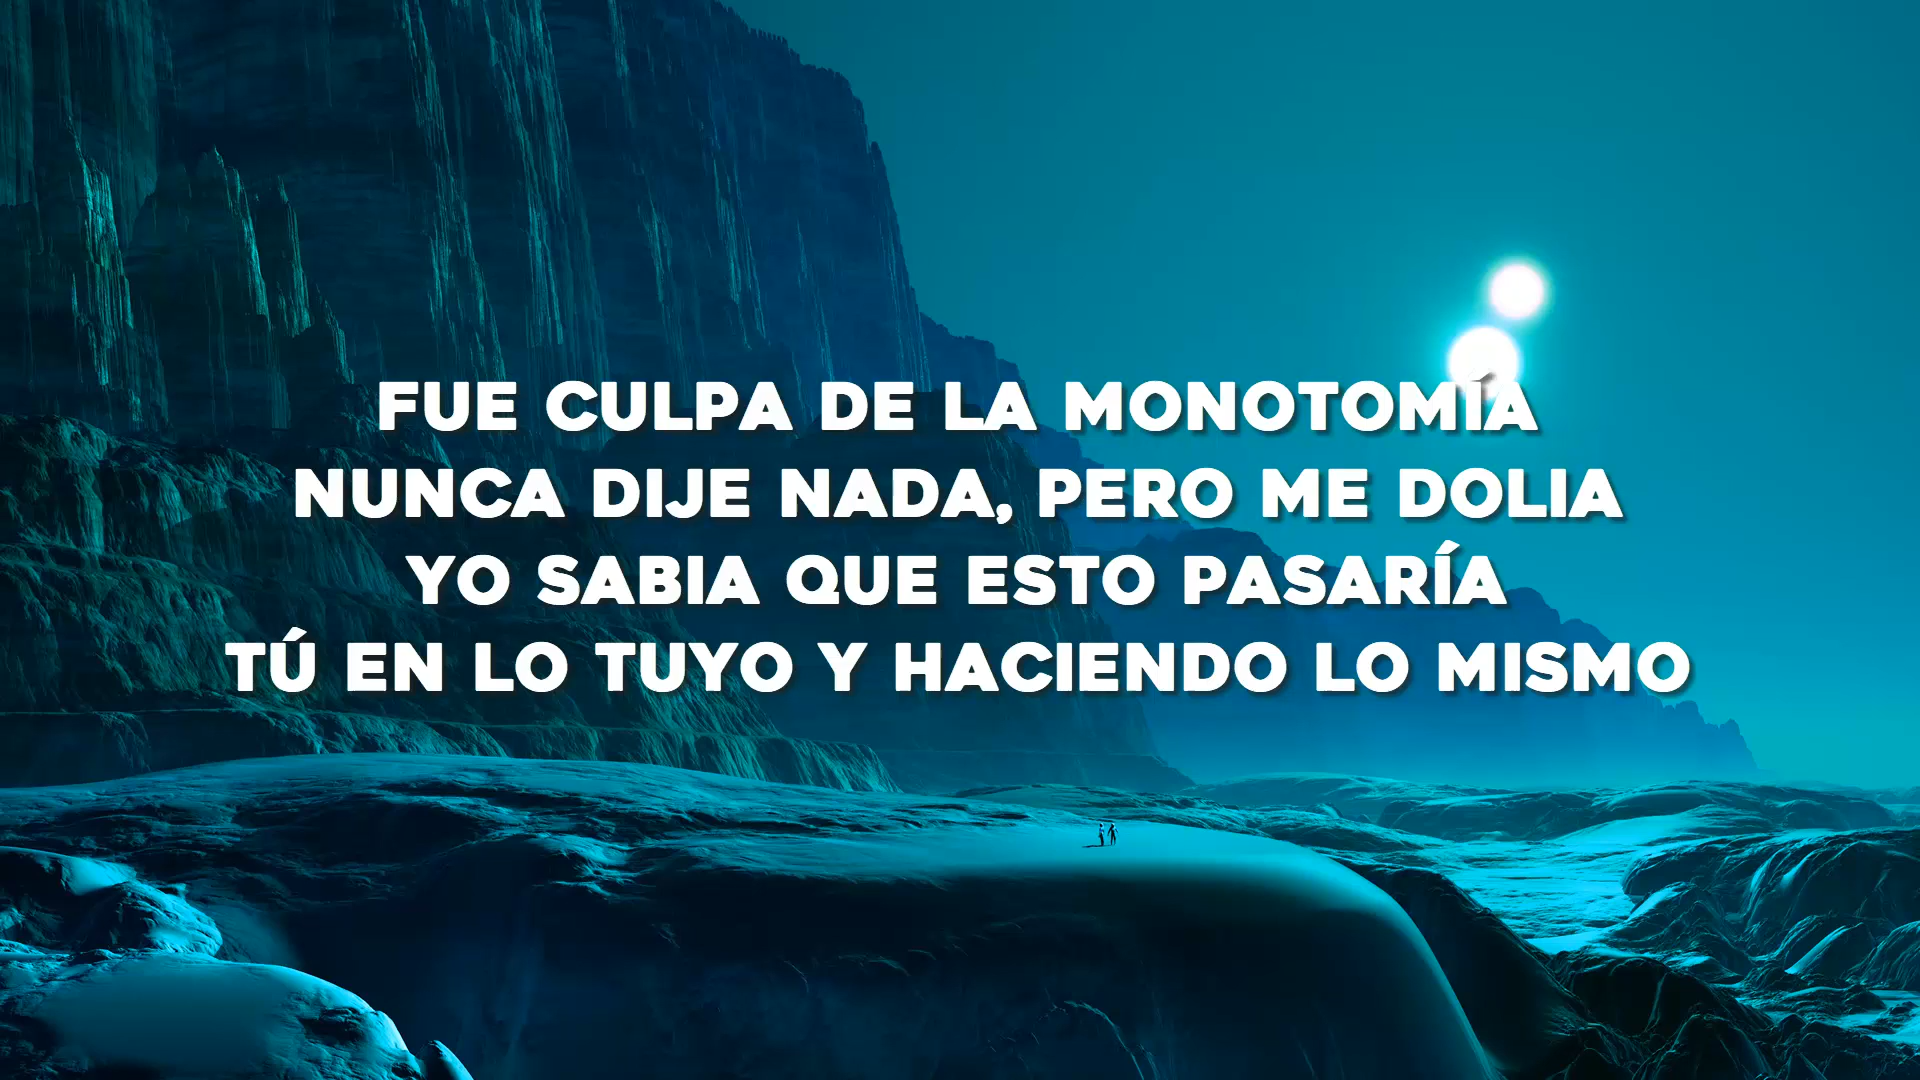 FUE CULPA DE LA MONOTOMÍA
NUNCA DIJE NADA, PERO ME DOLIA
YO SABIA QUE ESTO PASARÍA
TÚ EN LO TUYO Y HACIENDO LO MISMO